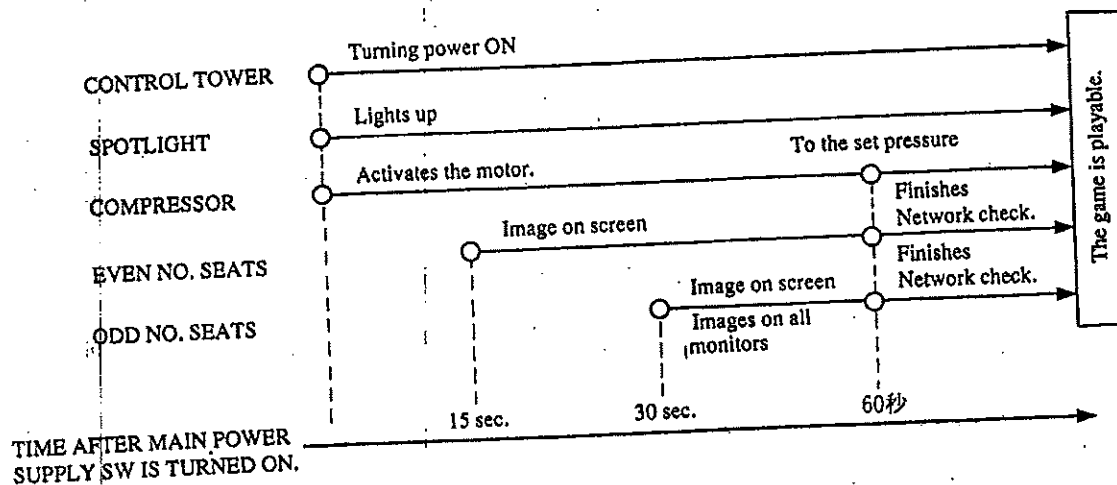 Turning power ON
CONTROL TOWER
Lights up
SPOTLIGHT
To the set pressure
Activates the motor.
COMPRESSOR
Finishes
Network check.
Image on screen
EVEN NO. SEATS
Finishes
Network check.
Image on screen
ODD NO. SEATS
Images on all
monitors
The game is playable.
15 sec.
30 sec.
60秒
TIME AFTER MAIN POWER
SUPPLY SW IS TURNED ON.